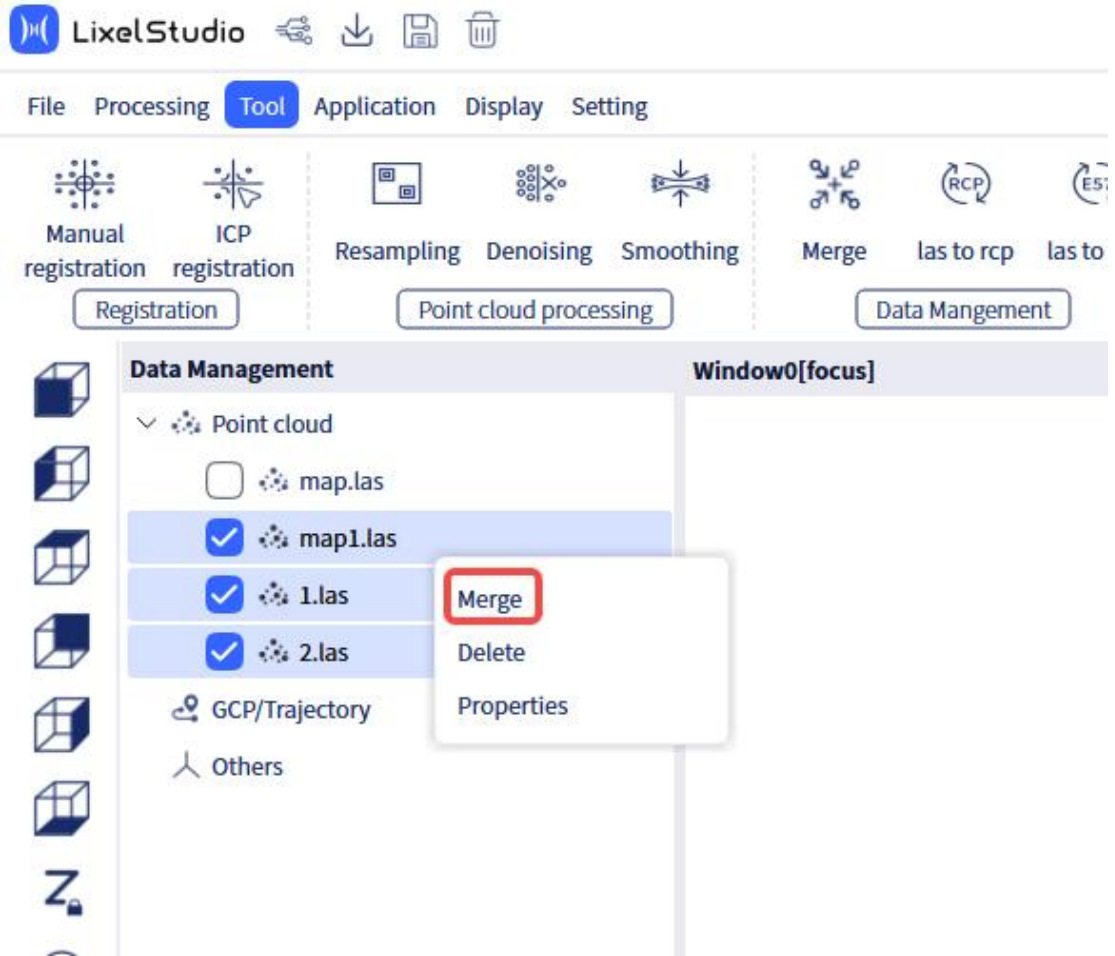 LixelStudio
File Processing Tool Application Display Setting
RCP E57
Manual registration ICP registration Resampling Denoising Smoothing Merge las to rcp las to
Registration Point cloud processing Data Mangement
Data Management Window0[focus]
Point cloud
map.las
map1.las
1.las
Merge
2.las
Delete
GCP/Trajectory
Properties
Others
Z